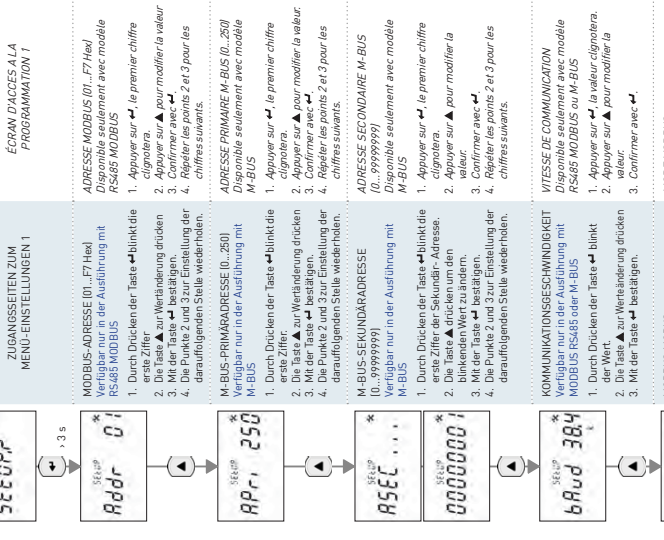 SETUP.P
> 3 s
SETUP *
Addr 01
SETUP *
APri 250
SETUP *
ASEC ....
00000001
SETUP *
bAud 38.4
ZUGANGSSEITEN ZUM
MENÜ-EINSTELLUNGEN 1
MODBUS-ADRESSE (01...F7 Hex)
Verfügbar nur in der Ausführung mit
RS485 MODBUS
1. Durch Drücken der Taste ↵ blinkt die
erste Ziffer
2. Die Taste ▲ zur Wertänderung drücken
3. Mit der Taste ↵ bestätigen.
4. Die Punkte 2 und 3 zur Einstellung der
darauffolgenden Stelle wiederholen.
M-BUS-PRIMÄRADRESSE (0...250)
Verfügbar nur in der Ausführung mit
M-BUS
1. Durch Drücken der Taste ↵ blinkt die
erste Ziffer.
2. Die Taste ▲ zur Wertänderung drücken
3. Mit der Taste ↵ bestätigen.
4. Die Punkte 2 und 3 zur Einstellung der
darauffolgenden Stelle wiederholen.
M-BUS-SEKUNDÄRADRESSE
(0...99999999)
Verfügbar nur in der Ausführung mit
M-BUS
1. Durch Drücken der Taste ↵ blinkt die
erste Ziffer der Sekundär- Adresse.
2. Die Taste ▲ drücken um den
blinkenden Wert zu ändern.
3. Mit der Taste ↵ bestätigen.
4. Die Punkte 2 und 3 zur Einstellung der
darauffolgenden Stelle wiederholen.
KOMMUNIKATIONSGESCHWINDIGKEIT
Verfügbar nur in der Ausführung mit
MODBUS RS485 oder M-BUS
1. Durch Drücken der Taste ↵ blinkt
der Wert.
2. Die Taste ▲ zur Wertänderung drücken
3. Mit der Taste ↵ bestätigen.
ÉCRAN D'ACCES A LA
PROGRAMMATION 1
ADRESSE MODBUS (01...F7 Hex)
Disponible seulement avec modèle
RS485 MODBUS
1. Appuyer sur ↵, le premier chiffre
clignotera.
2. Appuyer sur ▲ pour modifier la valeur
3. Confirmer avec ↵.
4. Répéter les points 2 et 3 pour les
chiffres suivants.
ADRESSE PRIMAIRE M-BUS (0...250)
Disponible seulement avec modèle
M-BUS
1. Appuyer sur ↵, le premier chiffre
clignotera.
2. Appuyer sur ▲ pour modifier la valeur.
3. Confirmer avec ↵.
4. Répéter les points 2 et 3 pour les
chiffres suivants.
ADRESSE SECONDAIRE M-BUS
(0...99999999)
Disponible seulement avec modèle
M-BUS
1. Appuyer sur ↵, le premier chiffre
clignotera.
2. Appuyer sur ▲ pour modifier la
valeur.
3. Confirmer avec ↵.
4. Répéter les points 2 et 3 pour les
chiffres suivants.
VITESSE DE COMMUNICATION
Disponible seulement avec modèle
RS485 MODBUS ou M-BUS
1. Appuyer sur ↵, la valeur clignotera.
2. Appuyer sur ▲ pour modifier la
valeur.
3. Confirmer avec ↵.